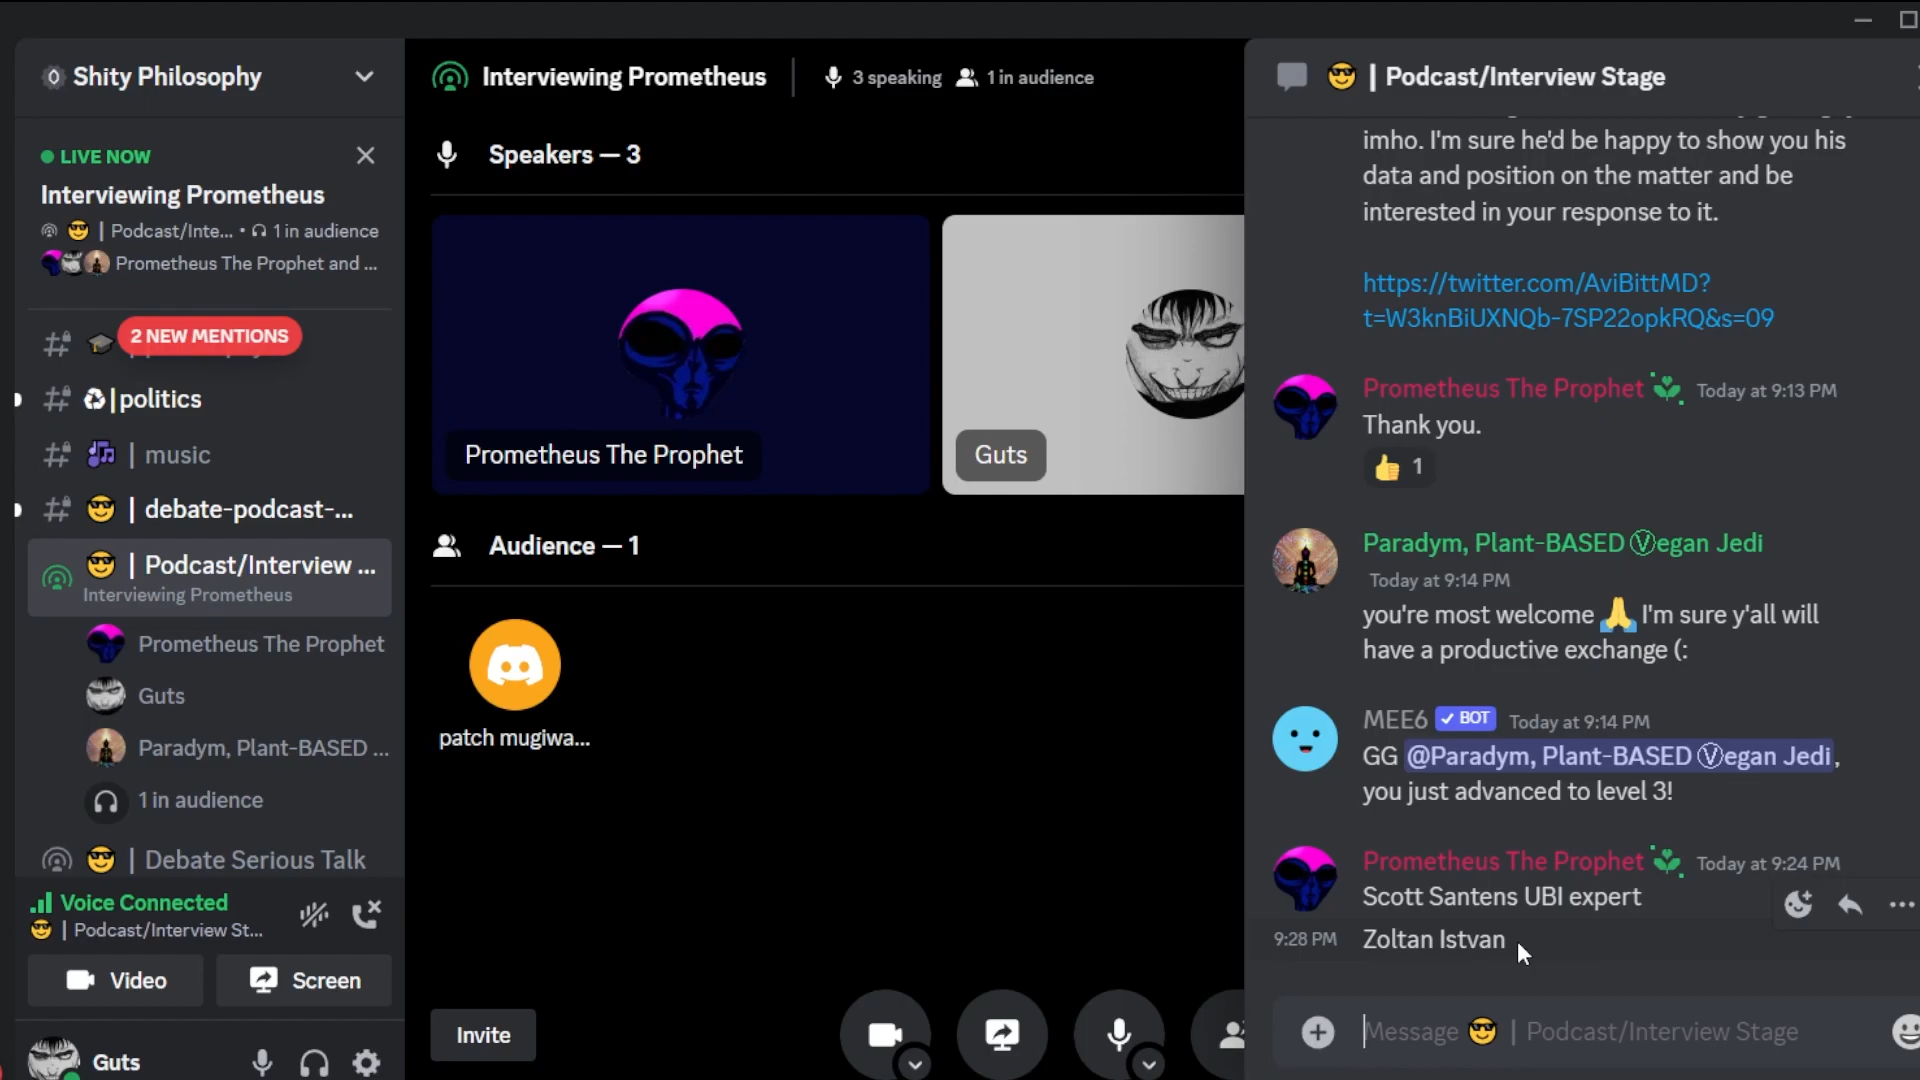 Shity Philosophy
LIVE NOW
Interviewing Prometheus
😎 | Podcast/Inte... • 1 in audience
Prometheus The Prophet and ...
2 NEW MENTIONS
♻|politics
🎶 | music
😎 | debate-podcast-...
😎 | Podcast/Interview ...
Interviewing Prometheus
Prometheus The Prophet
Guts
Paradym, Plant-BASED ...
1 in audience
😎 | Debate Serious Talk
Voice Connected
😎 | Podcast/Interview St...
Video
Screen
Guts
Interviewing Prometheus
3 speaking 1 in audience
Speakers — 3
Prometheus The Prophet
Guts
Audience — 1
patch mugiwa...
Invite
😎 | Podcast/Interview Stage
imho. I'm sure he'd be happy to show you his
data and position on the matter and be
interested in your response to it.
https://twitter.com/AviBittMD?
t=W3knBiUXNQb-7SP22opkRQ&s=09
Prometheus The Prophet Today at 9:13 PM
Thank you.
👍 1
Paradym, Plant-BASED Ⓥegan Jedi
Today at 9:14 PM
you're most welcome 🙏 I'm sure y'all will
have a productive exchange (:
MEE6 ✓ BOT Today at 9:14 PM
GG @Paradym, Plant-BASED Ⓥegan Jedi,
you just advanced to level 3!
Prometheus The Prophet Today at 9:24 PM
Scott Santens UBI expert
9:28 PM Zoltan Istvan
Message 😎 | Podcast/Interview Stage